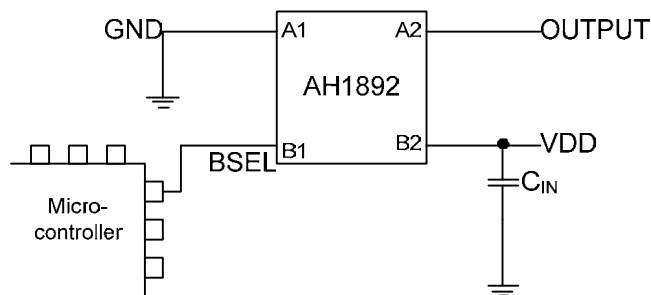 GND
A1
A2
OUTPUT
AH1892
BSEL
B1
B2
VDD
CIN
Micro-
controller